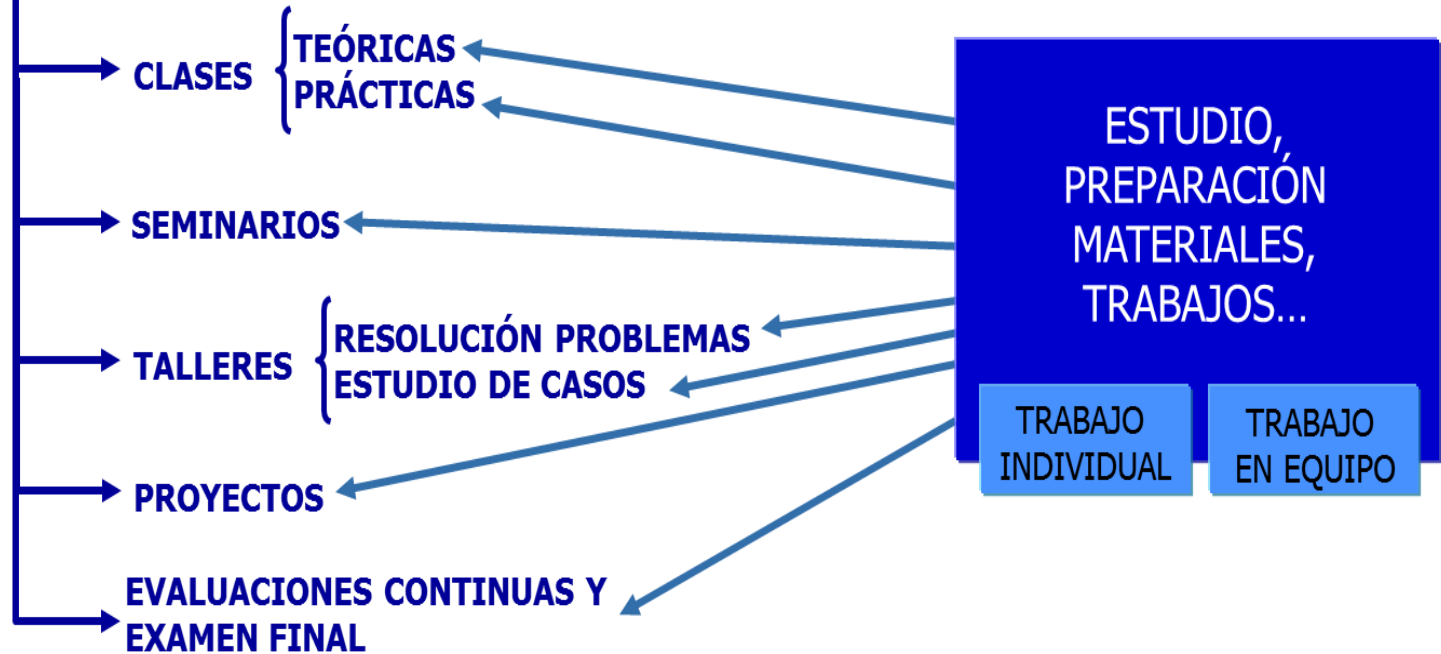 CLASES
TEÓRICAS
PRÁCTICAS
SEMINARIOS
TALLERES
RESOLUCIÓN PROBLEMAS
ESTUDIO DE CASOS
PROYECTOS
EVALUACIONES CONTINUAS Y
EXAMEN FINAL
ESTUDIO,
PREPARACIÓN
MATERIALES,
TRABAJOS...
TRABAJO
INDIVIDUAL
TRABAJO
EN EQUIPO